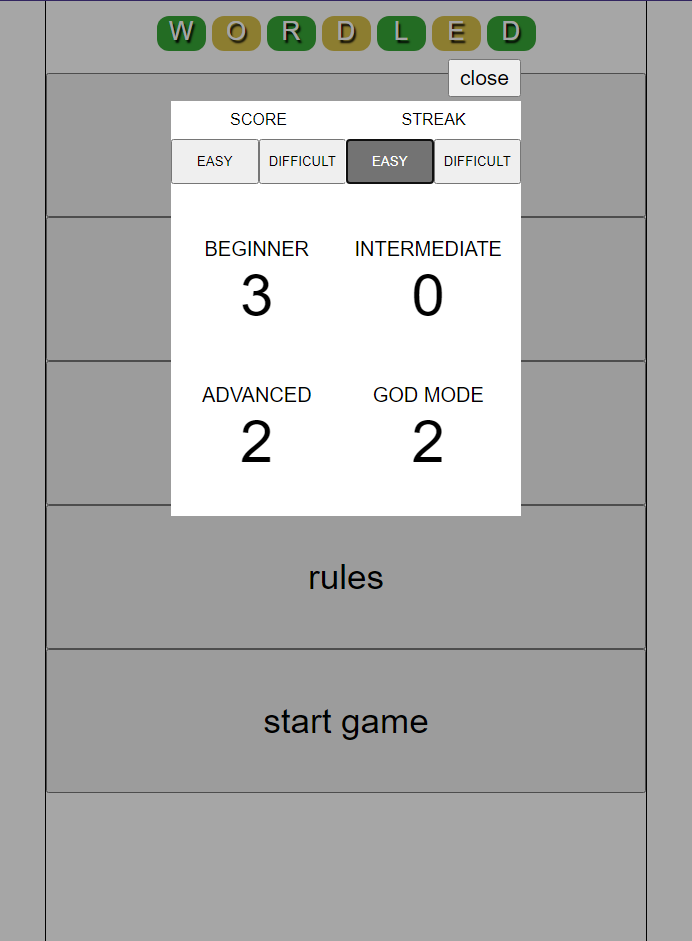 WORDLED
close
SCORE STREAK
EASY DIFFICULT EASY DIFFICULT
BEGINNER INTERMEDIATE
3 0
ADVANCED GOD MODE
2 2
rules
start game